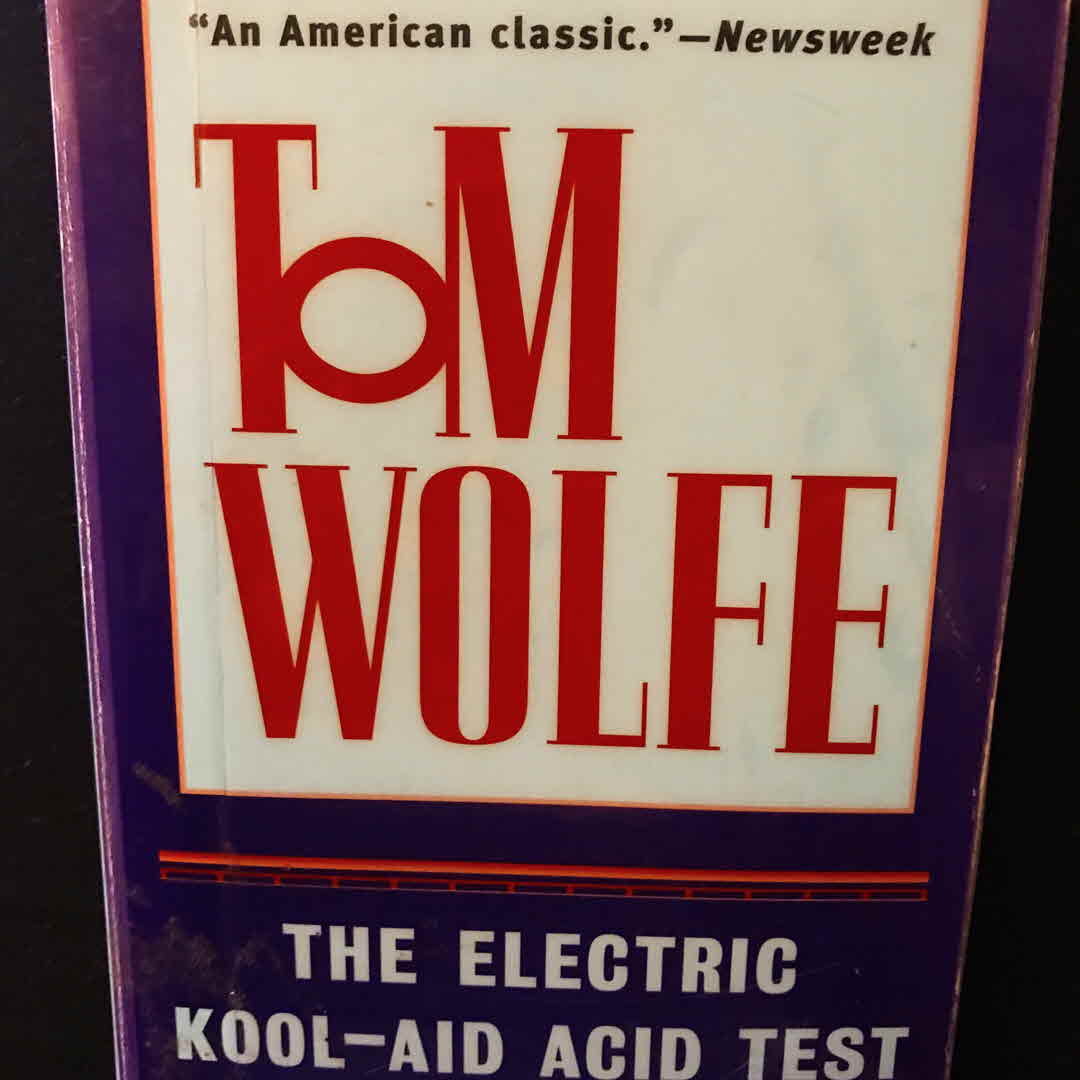 “An American classic.”—Newsweek
TOM
WOLFE
THE ELECTRIC
KOOL-AID ACID TEST